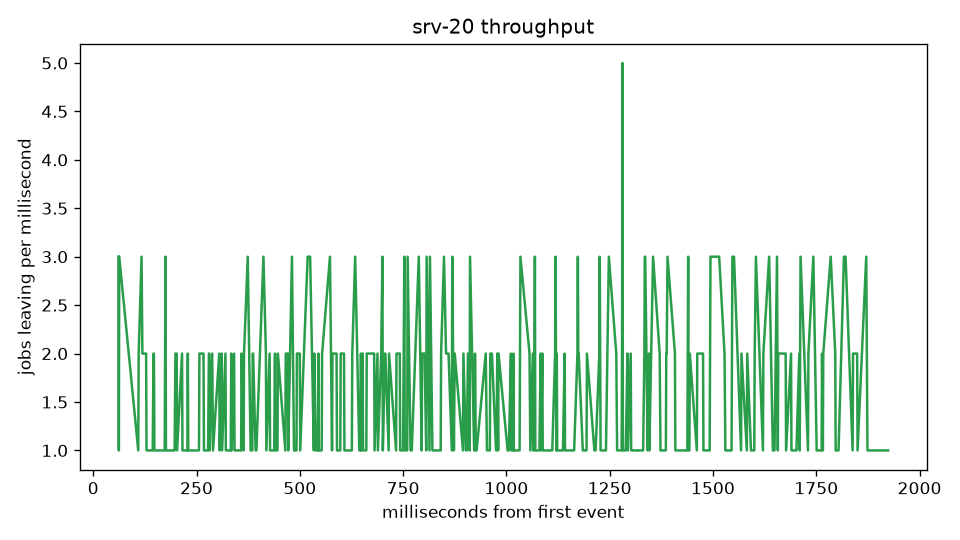 srv-20 throughput
jobs leaving per millisecond
5.0
4.5
4.0
3.5
3.0
2.5
2.0
1.5
1.0
0 250 500 750 1000 1250 1500 1750 2000
milliseconds from first event